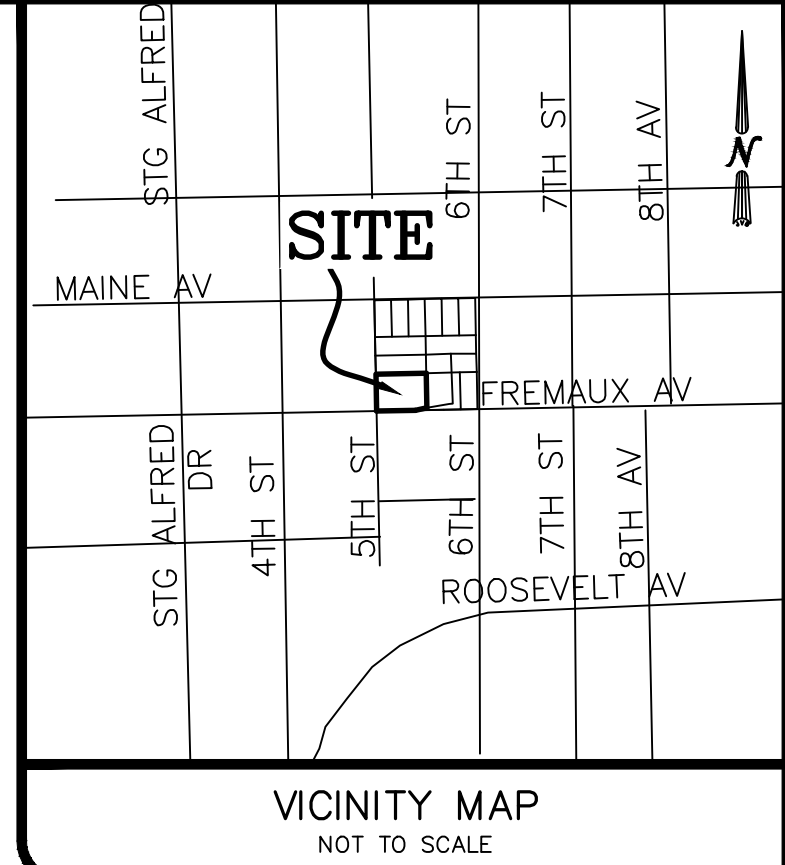 STG ALFRED
6TH ST
7TH ST
8TH AV
N
SITE
MAINE AV
FREMAUX AV
STG ALFRED
DR
4TH ST
5TH ST
6TH ST
7TH ST
8TH AV
ROOSEVELT AV
VICINITY MAP
NOT TO SCALE